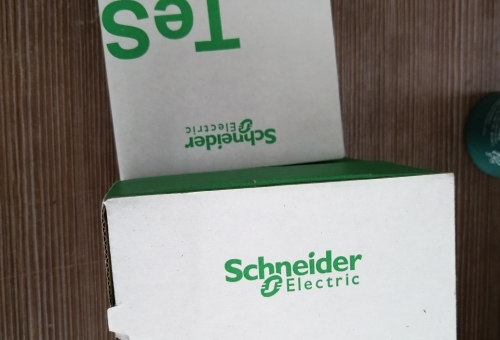 TeS
Schneider
Electric
Schneider
Electric